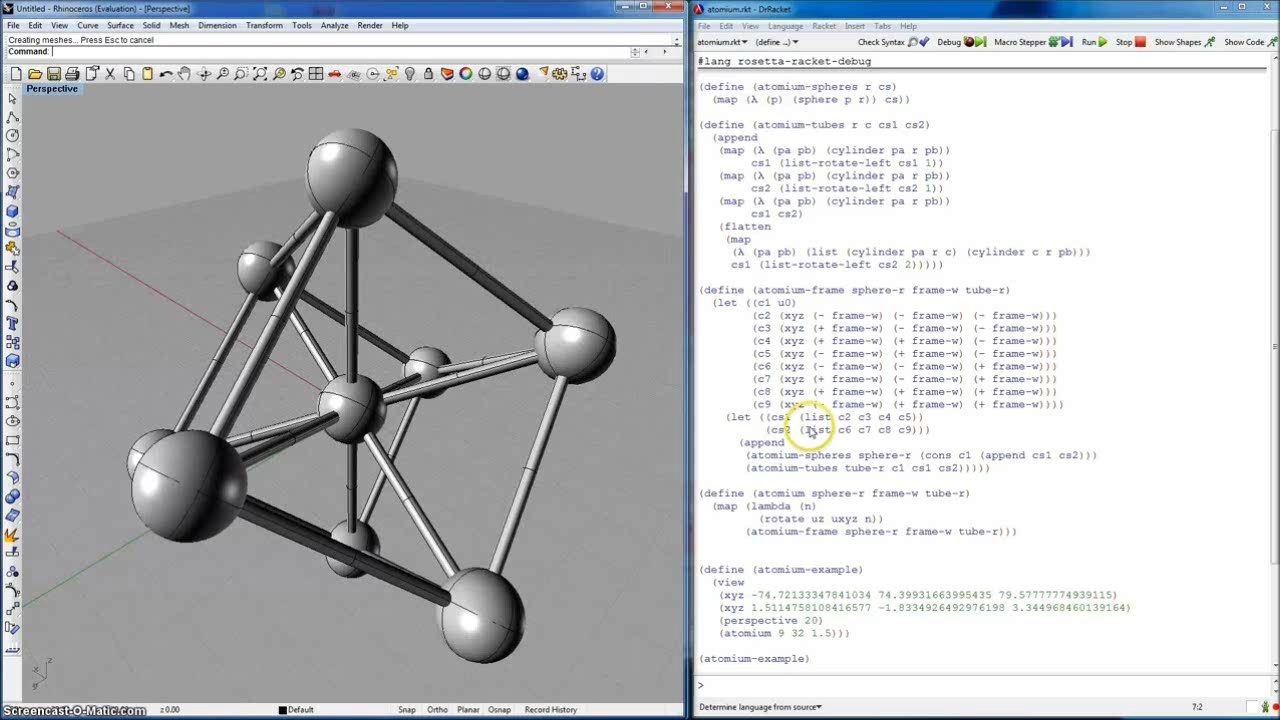 Untitled - Rhinoceros (Evaluation) - [Perspective]
File Edit View Curve Surface Solid Mesh Dimension Transform Tools Analyze Render Help
Creating meshes... Press Esc to cancel
Command:
Perspective
z 0.00 Default Snap Ortho Planar Osnap Record History
Screencast-O-Matic.com
atomium.rkt - DrRacket
File Edit View Language Racket Insert Tabs Help
atomium.rkt (define ...) Check Syntax Debug Macro Stepper Run Stop Show Shapes Code
#lang rosetta-racket-debug
(define (atomium-spheres r cs)
(map (λ (p) (sphere p r)) cs))
(define (atomium-tubes r c cs1 cs2)
(append
(map (λ (pa pb) (cylinder pa r pb))
cs1 (list-rotate-left cs1 1))
(map (λ (pa pb) (cylinder pa r pb))
cs2 (list-rotate-left cs2 1))
(map (λ (pa pb) (cylinder pa r pb))
cs1 cs2)
(flatten
(map
(λ (pa pb) (list (cylinder pa r c) (cylinder c r pb)))
cs1 (list-rotate-left cs2 2)))))
(define (atomium-frame sphere-r frame-w tube-r)
(let ((c1 u0)
(c2 (xyz (- frame-w) (- frame-w) (- frame-w)))
(c3 (xyz (+ frame-w) (- frame-w) (- frame-w)))
(c4 (xyz (+ frame-w) (+ frame-w) (- frame-w)))
(c5 (xyz (- frame-w) (+ frame-w) (- frame-w)))
(c6 (xyz (- frame-w) (- frame-w) (+ frame-w)))
(c7 (xyz (+ frame-w) (- frame-w) (+ frame-w)))
(c8 (xyz (+ frame-w) (+ frame-w) (+ frame-w)))
(c9 (xyz (- frame-w) (+ frame-w) (+ frame-w))))
(let ((cs1 (list c2 c3 c4 c5))
(cs2 (list c6 c7 c8 c9)))
(append
(atomium-spheres sphere-r (cons c1 (append cs1 cs2)))
(atomium-tubes tube-r c1 cs1 cs2)))))
(define (atomium sphere-r frame-w tube-r)
(map (lambda (n)
(rotate uz uxyz n))
(atomium-frame sphere-r frame-w tube-r)))
(define (atomium-example)
(view
(xyz -74.72133347841034 74.39931663995435 79.57777774939115)
(xyz 1.5114758108416577 -1.8334926492976198 3.344968460139164)
(perspective 20)
(atomium 9 32 1.5)))
(atomium-example)
>
Determine language from source 7:2